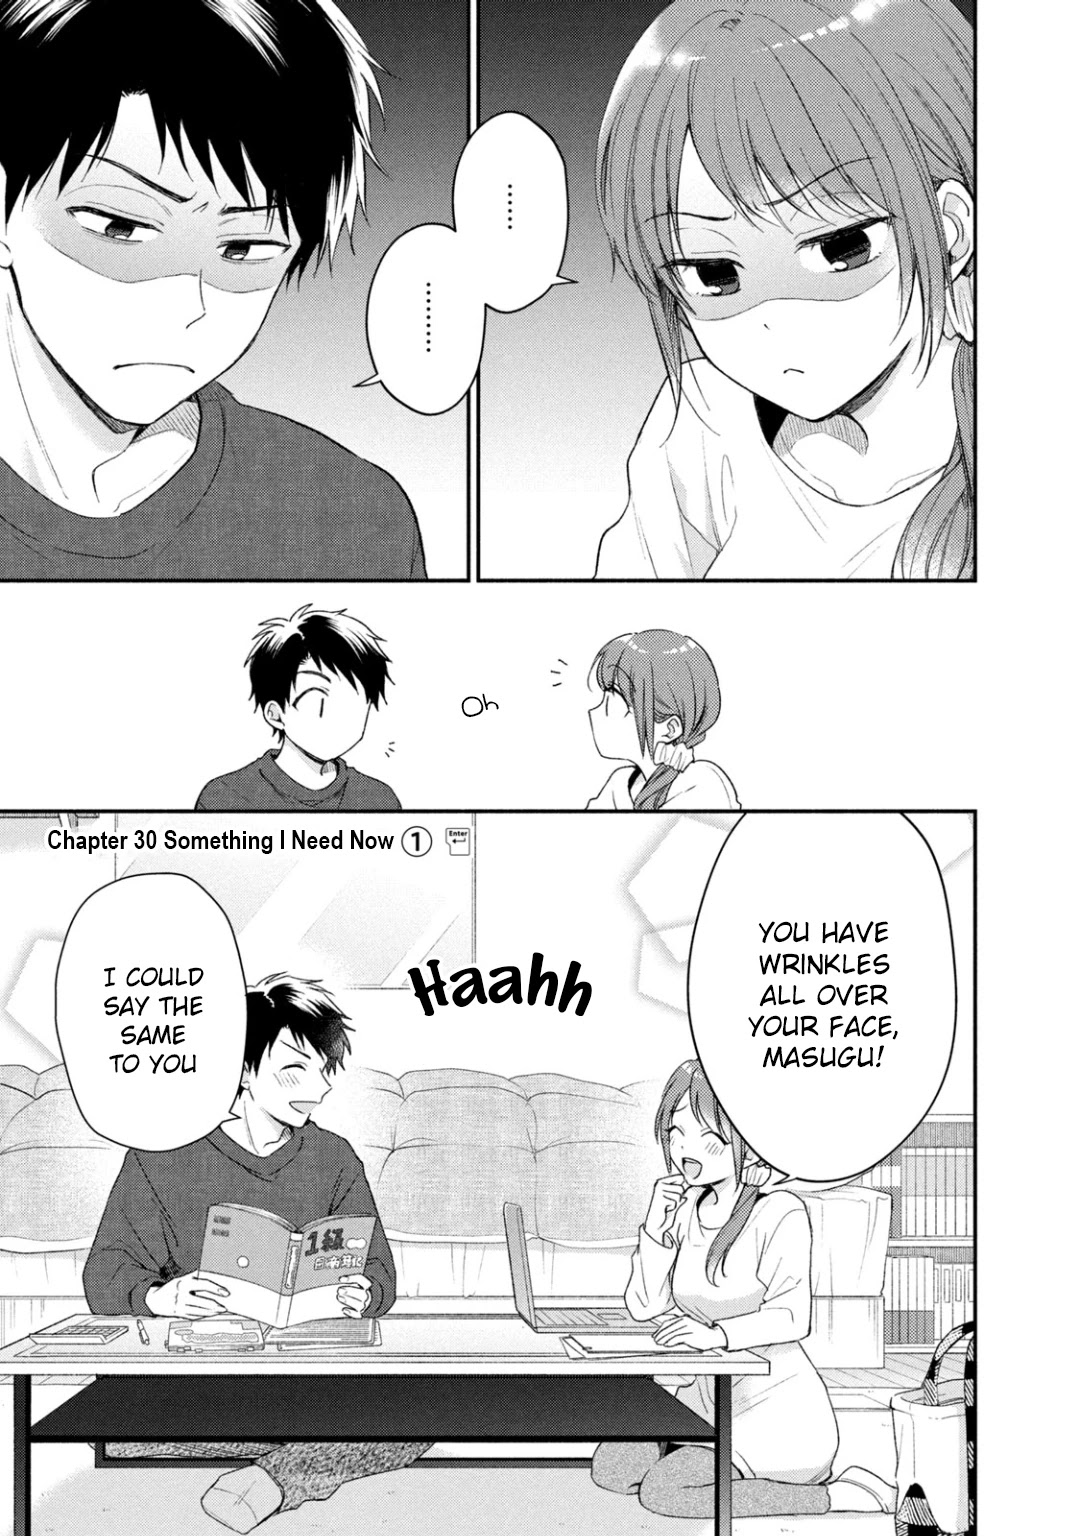 ………
…………
Oh
Chapter 30 Something I Need Now ①
Enter
YOU HAVE
WRINKLES
ALL OVER
YOUR FACE,
MASUGU!
Haahh
I COULD
SAY THE
SAME
TO YOU
1級